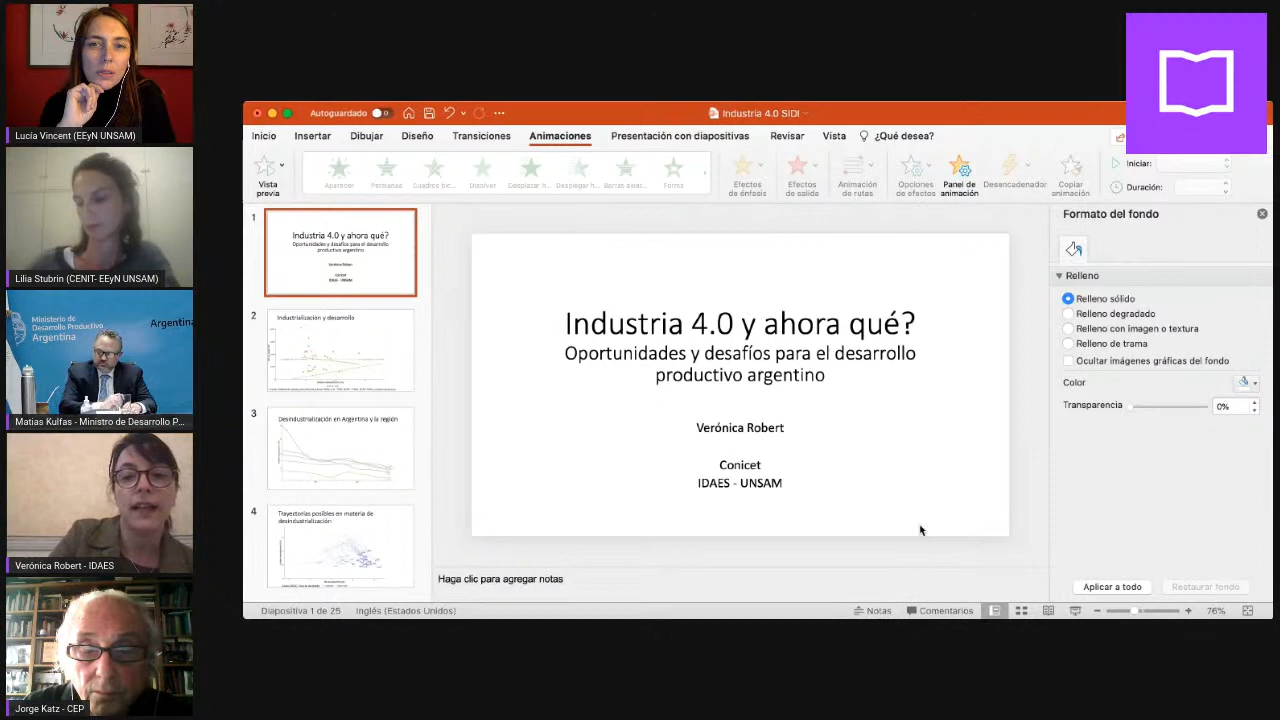 Lucía Vincent (EEyN UNSAM)
Lilia Stubrin (CENIT- EEyN UNSAM)
Ministerio de
Desarrollo Productivo
Argentina
Argentina
Matias Kulfas - Ministro de Desarrollo P...
Verónica Robert - IDAES
Jorge Katz - CEP
Autoguardado
Industria 4.0 SIDI
Inicio
Insertar
Dibujar
Diseño
Transiciones
Animaciones
Presentación con diapositivas
Revisar
Vista
¿Qué desea?
Vista
previa
Aparecer
Disolver
Desplazar h...
Desplegar h...
Barras aleat...
Forma
Efectos
de énfasis
Efectos
de salida
Animación
de rutas
Opciones
de efectos
Panel de
animación
Desencadenador
Copiar
animación
Iniciar:
Duración:
1
Industria 4.0 y ahora qué?
Oportunidades y desafíos para el desarrollo
productivo argentino
Verónica Robert
Conicet
IDAES - UNSAM
2
Industrialización y desarrollo
3
Desindustrialización en Argentina y la región
4
Trayectorias posibles en materia de
desindustrialización
Industria 4.0 y ahora qué?
Oportunidades y desafíos para el desarrollo
productivo argentino
Verónica Robert
Conicet
IDAES - UNSAM
Haga clic para agregar notas
Formato del fondo
Relleno
Relleno sólido
Relleno degradado
Relleno con imagen o textura
Relleno de trama
Ocultar imágenes gráficas del fondo
Color:
Transparencia
0%
Aplicar a todo
Restaurar fondo
Diapositiva 1 de 25
Inglés (Estados Unidos)
Notas
Comentarios
76%